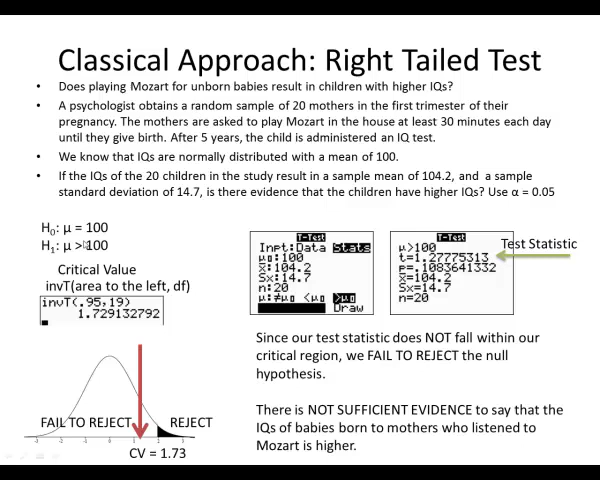 Classical Approach: Right Tailed Test
• Does playing Mozart for unborn babies result in children with higher IQs?
• A psychologist obtains a random sample of 20 mothers in the first trimester of their
pregnancy. The mothers are asked to play Mozart in the house at least 30 minutes each day
until they give birth. After 5 years, the child is administered an IQ test.
• We know that IQs are normally distributed with a mean of 100.
• If the IQs of the 20 children in the study result in a sample mean of 104.2, and a sample
standard deviation of 14.7, is there evidence that the children have higher IQs? Use α = 0.05
H₀: μ = 100
H₁: μ > 100
Critical Value
invT(area to the left, df)
invT(.95,19)
1.729132792
FAIL TO REJECT
REJECT
-3 -2 -1 0 1 2 3
CV = 1.73
T-Test
Inpt:Data Stats
μ₀:100
x̄:104.2
Sx:14.7
n:20
μ:≠μ₀ <μ₀ >μ₀
Draw
T-Test
μ>100
t=1.27775313
p=.1083641332
x̄=104.2
Sx=14.7
n=20
Test Statistic
Since our test statistic does NOT fall within our
critical region, we FAIL TO REJECT the null
hypothesis.
There is NOT SUFFICIENT EVIDENCE to say that the
IQs of babies born to mothers who listened to
Mozart is higher.